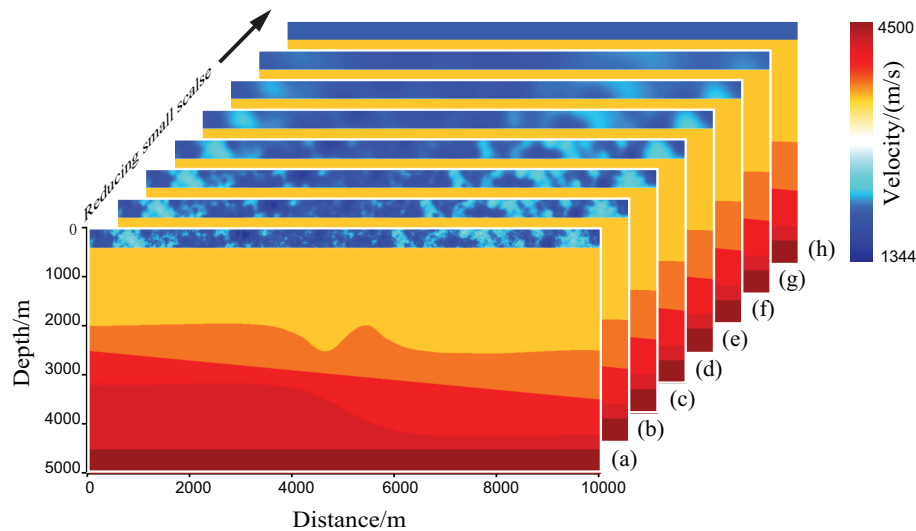 Reducing small scalse
4500
Velocity/(m/s)
1344
(h)
(g)
(f)
(e)
(d)
(c)
(b)
(a)
0
1000
2000
3000
4000
5000
Depth/m
0
2000
4000
6000
8000
10000
Distance/m